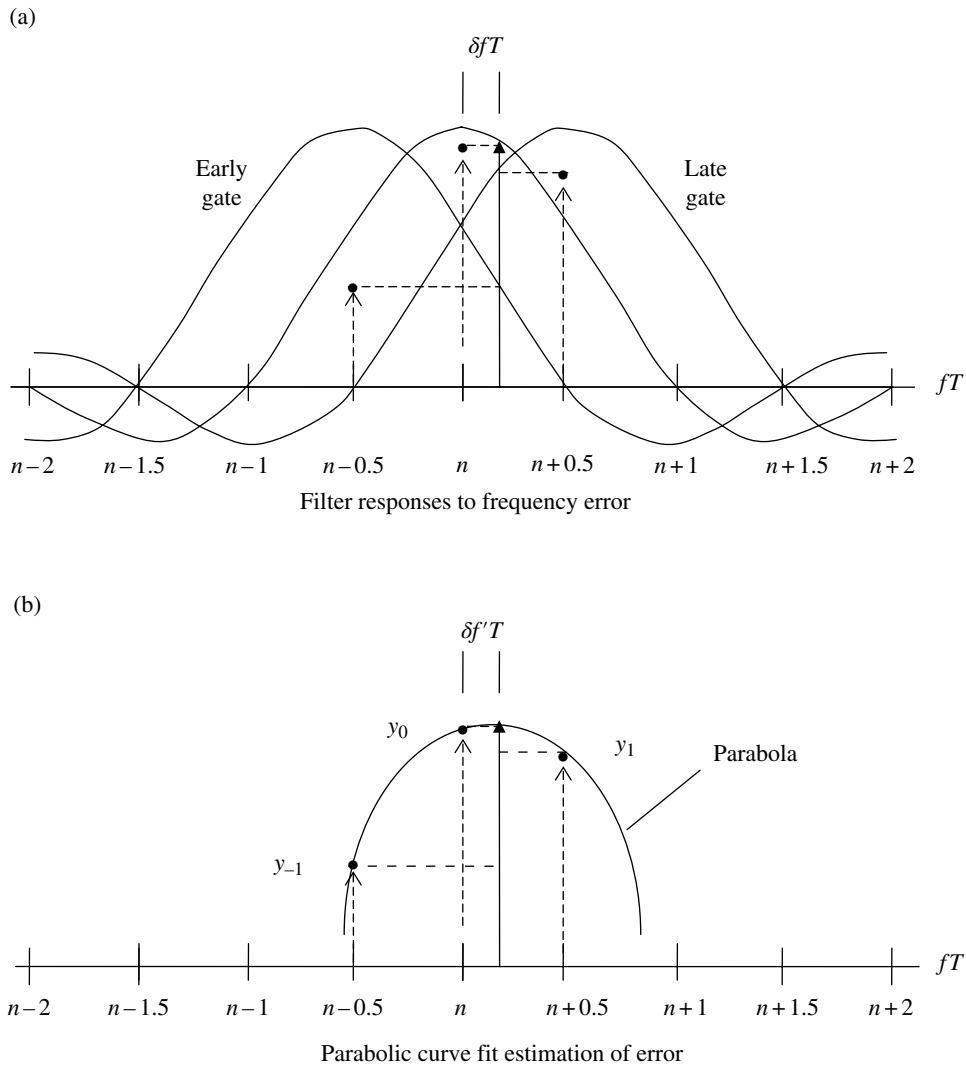 (a)
δfT
Early
gate
Late
gate
fT
n – 2
n – 1.5
n – 1
n – 0.5
n
n + 0.5
n + 1
n + 1.5
n + 2
Filter responses to frequency error
(b)
δf′T
y0
y1
Parabola
y–1
fT
n – 2
n – 1.5
n – 1
n – 0.5
n
n + 0.5
n + 1
n + 1.5
n + 2
Parabolic curve fit estimation of error